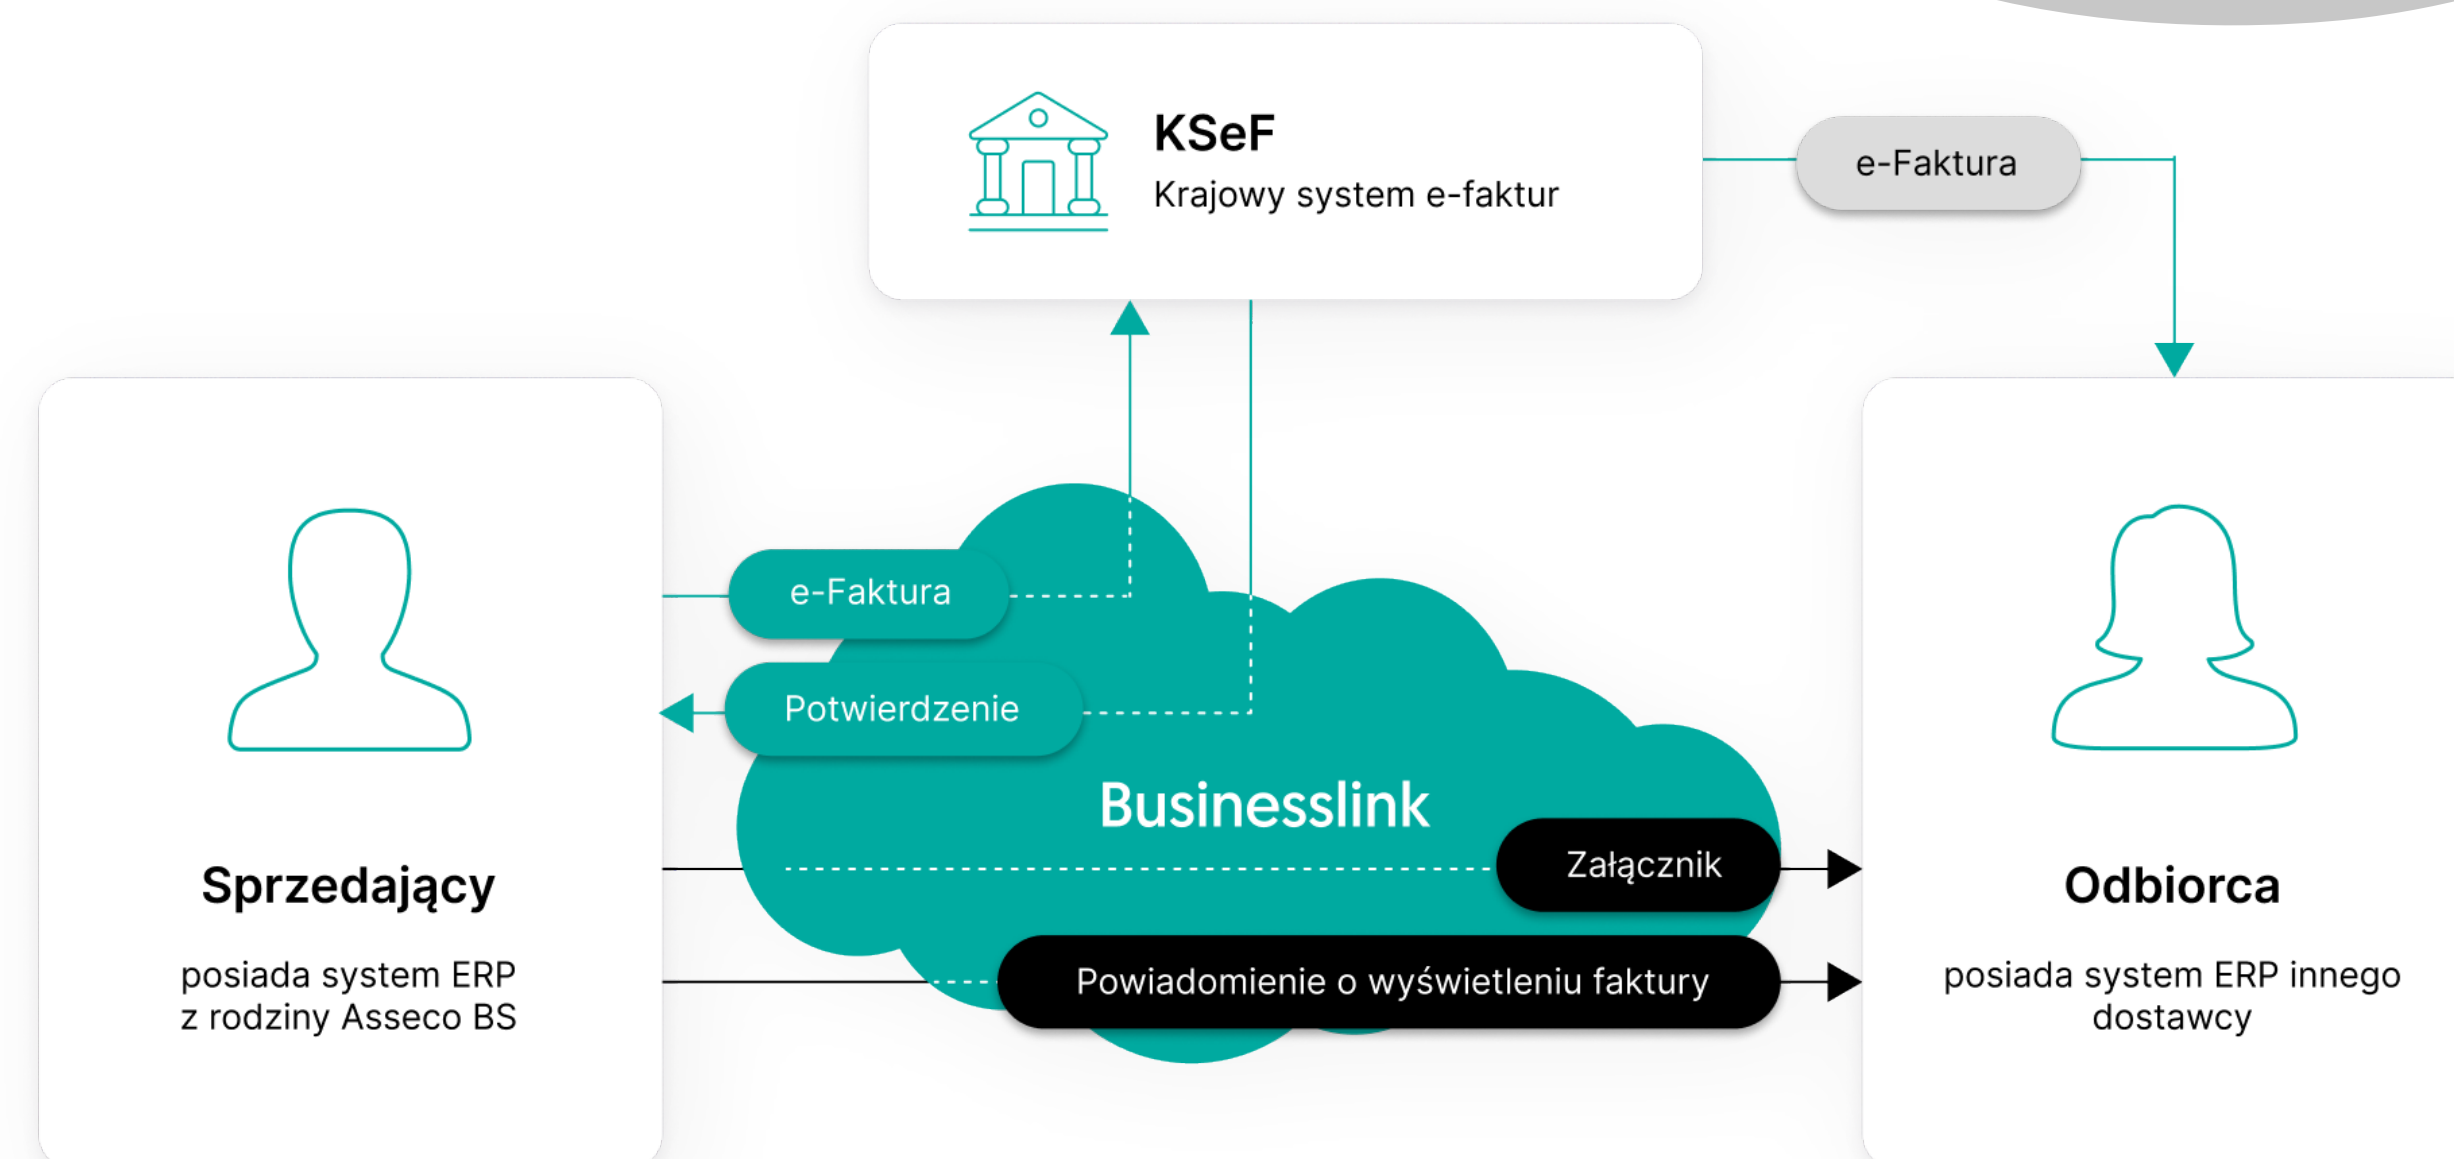 KSeF
Krajowy system e-faktur
e-Faktura
e-Faktura
Potwierdzenie
Businesslink
Załącznik
Powiadomienie o wyświetleniu faktury
Sprzedający
posiada system ERP
z rodziny Asseco BS
Odbiorca
posiada system ERP innego
dostawcy